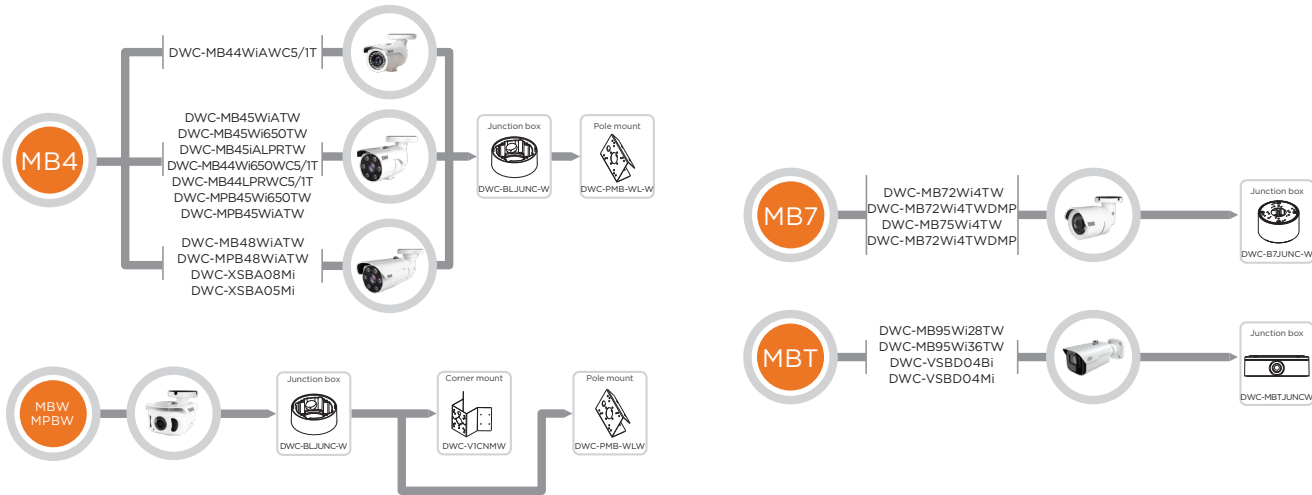 MB4
DWC-MB44WiAWC5/1T
DWC-MB45WiATW
DWC-MB45Wi650TW
DWC-MB45iALPRTW
DWC-MB44Wi650WC5/1T
DWC-MB44LPRWC5/1T
DWC-MPB45Wi650TW
DWC-MPB45WiATW
DWC-MB48WiATW
DWC-MPB48WiATW
DWC-XSBA08Mi
DWC-XSBA05Mi
Junction box
DWC-BLJUNC-W
Pole mount
DWC-PMB-WL-W
MBW
MPBW
Junction box
DWC-BLJUNC-W
Corner mount
DWC-V1CNMW
Pole mount
DWC-PMB-WLW
MB7
DWC-MB72Wi4TW
DWC-MB72Wi4TWDMP
DWC-MB75Wi4TW
DWC-MB72Wi4TWDMP
Junction box
DWC-B7JUNC-W
MBT
DWC-MB95Wi28TW
DWC-MB95Wi36TW
DWC-VSBD04Bi
DWC-VSBD04Mi
Junction box
DWC-MBTJUNCW